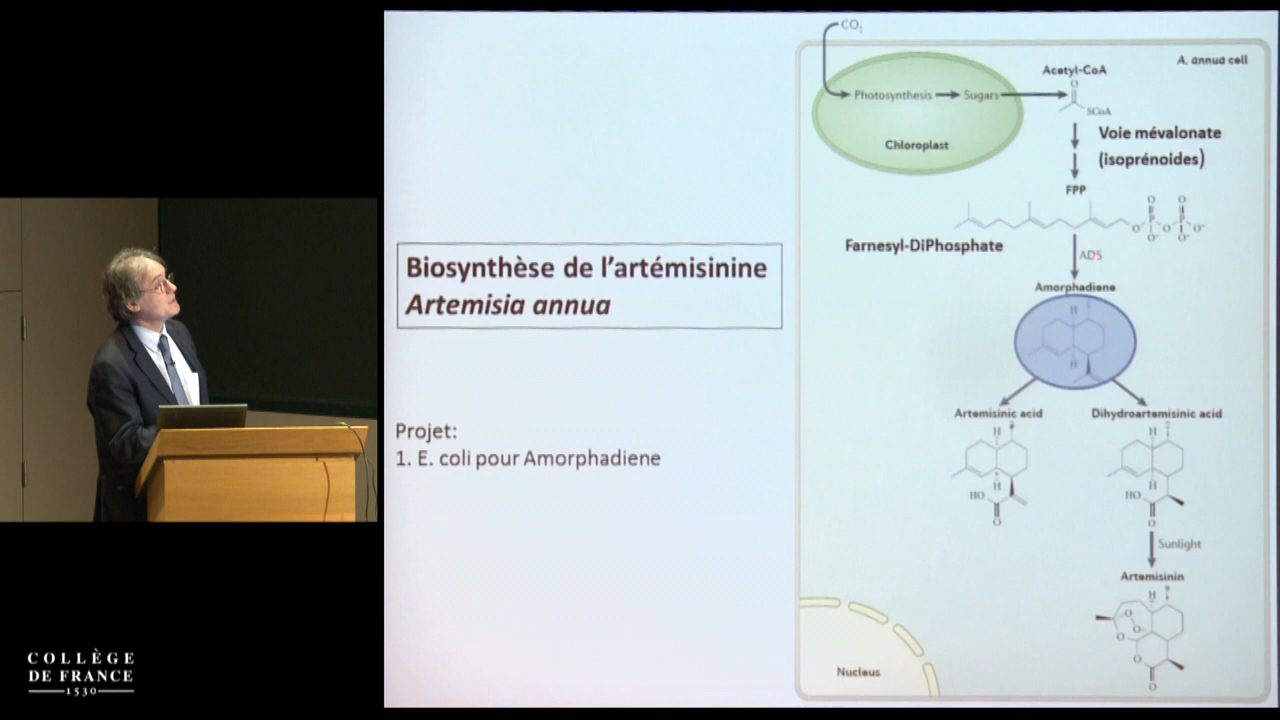 COLLÈGE
DE FRANCE
1530
Biosynthèse de l'artémisinine
Artemisia annua
Projet:
1. E. coli pour Amorphadiene
CO₂
A. annua cell
Photosynthesis
Sugars
Chloroplast
Acetyl-CoA
O
SCoA
Voie mévalonate
(isoprénoides)
FPP
O O
O P O P O⁻
O⁻ O⁻
Farnesyl-DiPhosphate
ADS
Amorphadiene
H
H
Artemisinic acid
H
H
HO
O
Dihydroartemisinic acid
H
H
HO
O
Sunlight
Artemisinin
H
O
O
O
O
O
Nucleus